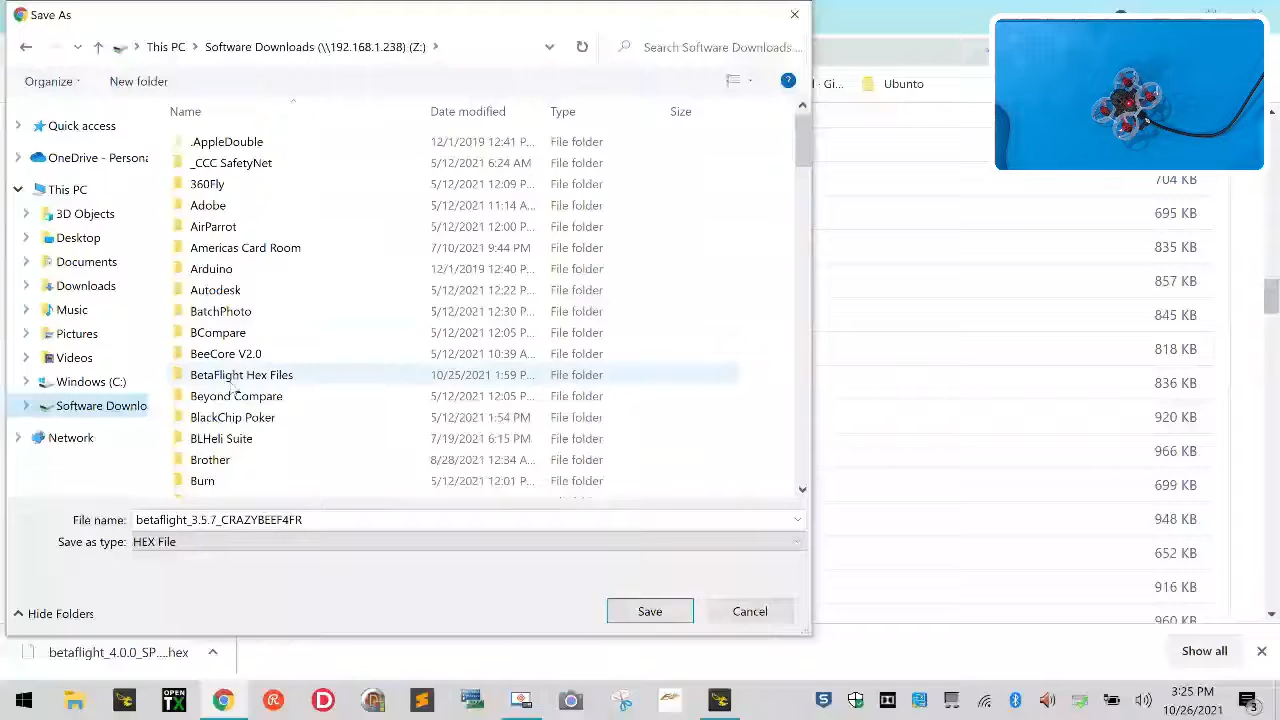 Save As
This PC > Software Downloads (\\192.168.1.238) (Z:) >
Search Software Downloads ...
Organize
New folder
Name
Date modified
Type
Size
Quick access
OneDrive - Persona
This PC
3D Objects
Desktop
Documents
Downloads
Music
Pictures
Videos
Windows (C:)
Software Downlo
Network
.AppleDouble 12/1/2019 12:41 P... File folder
_CCC SafetyNet 5/12/2021 6:24 AM File folder
360Fly 5/12/2021 12:09 P... File folder
Adobe 5/12/2021 11:14 A... File folder
AirParrot 5/12/2021 12:00 P... File folder
Americas Card Room 7/10/2021 9:44 PM File folder
Arduino 12/1/2019 12:40 P... File folder
Autodesk 5/12/2021 12:22 P... File folder
BatchPhoto 5/12/2021 12:30 P... File folder
BCompare 5/12/2021 12:05 P... File folder
BeeCore V2.0 5/12/2021 10:39 A... File folder
BetaFlight Hex Files 10/25/2021 1:59 P... File folder
Beyond Compare 5/12/2021 12:05 P... File folder
BlackChip Poker 5/12/2021 1:54 PM File folder
BLHeli Suite 7/19/2021 6:15 PM File folder
Brother 8/28/2021 12:34 A... File folder
Burn 5/12/2021 12:01 P... File folder
File name: betaflight_3.5.7_CRAZYBEEF4FR
Save as type: HEX File
Hide Folders
Save
Cancel
- Gi...
Ubunto
704 KB
695 KB
835 KB
857 KB
845 KB
818 KB
836 KB
920 KB
966 KB
699 KB
948 KB
652 KB
916 KB
960 KB
betaflight_4.0.0_SP....hex
Show all
OPEN
TX
R
D
S
S
3:25 PM
10/26/2021
3